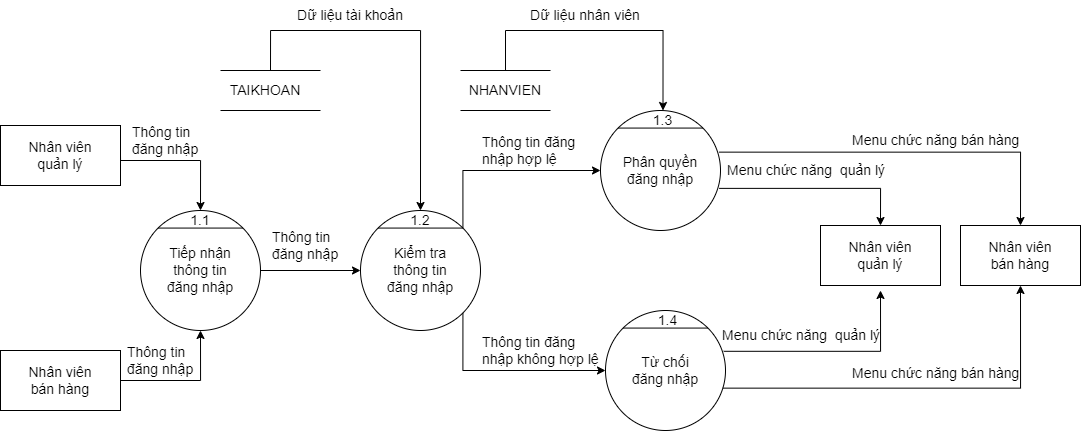 Dữ liệu tài khoản
Dữ liệu nhân viên
TAIKHOAN
NHANVIEN
Nhân viên
quản lý
Thông tin
đăng nhập
1.1
Tiếp nhận
thông tin
đăng nhập
Nhân viên
bán hàng
Thông tin
đăng nhập
Thông tin
đăng nhập
1.2
Kiểm tra
thông tin
đăng nhập
Thông tin đăng
nhập hợp lệ
1.3
Phân quyền
đăng nhập
Menu chức năng bán hàng
Menu chức năng  quản lý
Nhân viên
quản lý
Nhân viên
bán hàng
Thông tin đăng
nhập không hợp lệ
1.4
Từ chối
đăng nhập
Menu chức năng  quản lý
Menu chức năng bán hàng